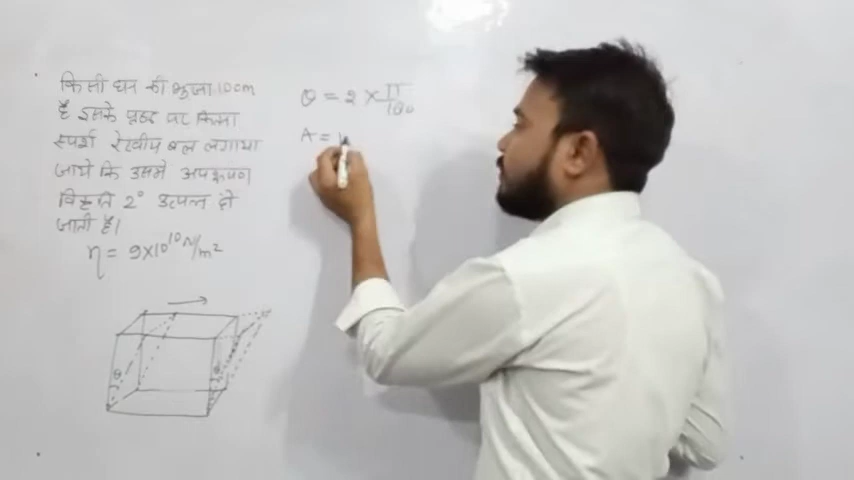 किसी घन की भुजा 10cm
है इसके पृष्ठ पर कितना
स्पर्श रेखीय बल लगाया
जाये कि उसमें अपरूपण
विकृति 2° उत्पन्न हो
जाती है।
η = 9×10¹⁰ N/m²
θ = 2 × π/180
A = 1
θ
θ